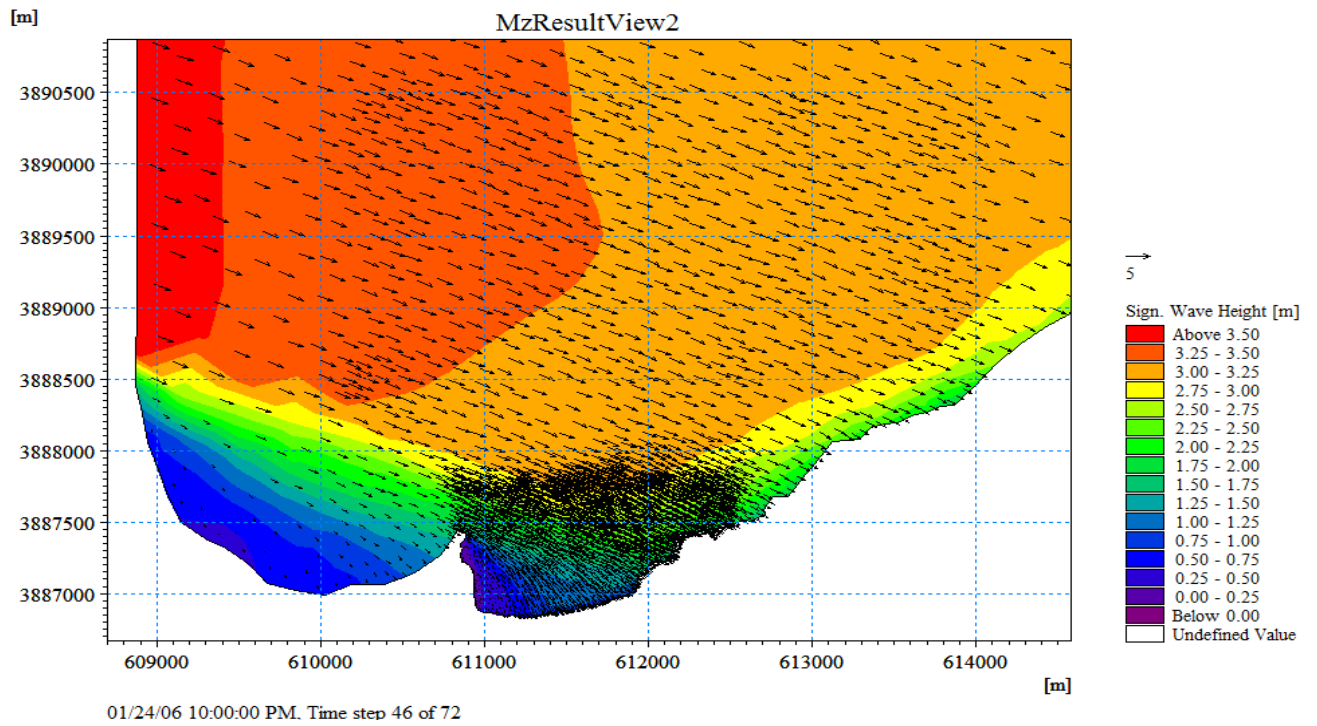 [m]
MzResultView2
3890500
3890000
3889500
3889000
3888500
3888000
3887500
3887000
609000 610000 611000 612000 613000 614000
[m]
01/24/06 10:00:00 PM, Time step 46 of 72
5
Sign. Wave Height [m]
Above 3.50
3.25 - 3.50
3.00 - 3.25
2.75 - 3.00
2.50 - 2.75
2.25 - 2.50
2.00 - 2.25
1.75 - 2.00
1.50 - 1.75
1.25 - 1.50
1.00 - 1.25
0.75 - 1.00
0.50 - 0.75
0.25 - 0.50
0.00 - 0.25
Below 0.00
Undefined Value